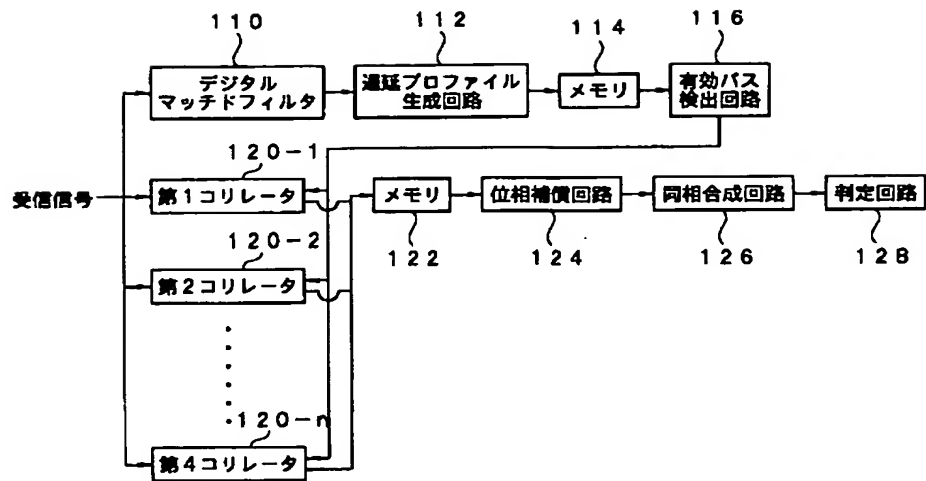 110
112
114
116
デジタル
マッチドフィルタ
遅延プロファイル
生成回路
メモリ
有効パス
検出回路
120-1
受信信号
第1コリレータ
メモリ
位相補償回路
同相合成回路
判定回路
120-2
122
124
126
128
第2コリレータ
120-n
第4コリレータ